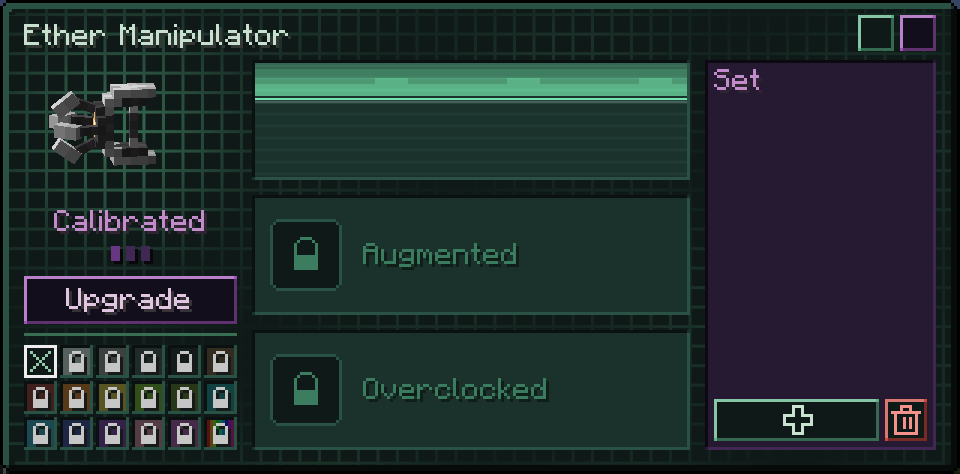 Ether Manipulator
Set
Calibrated
Augmented
Upgrade
Overclocked